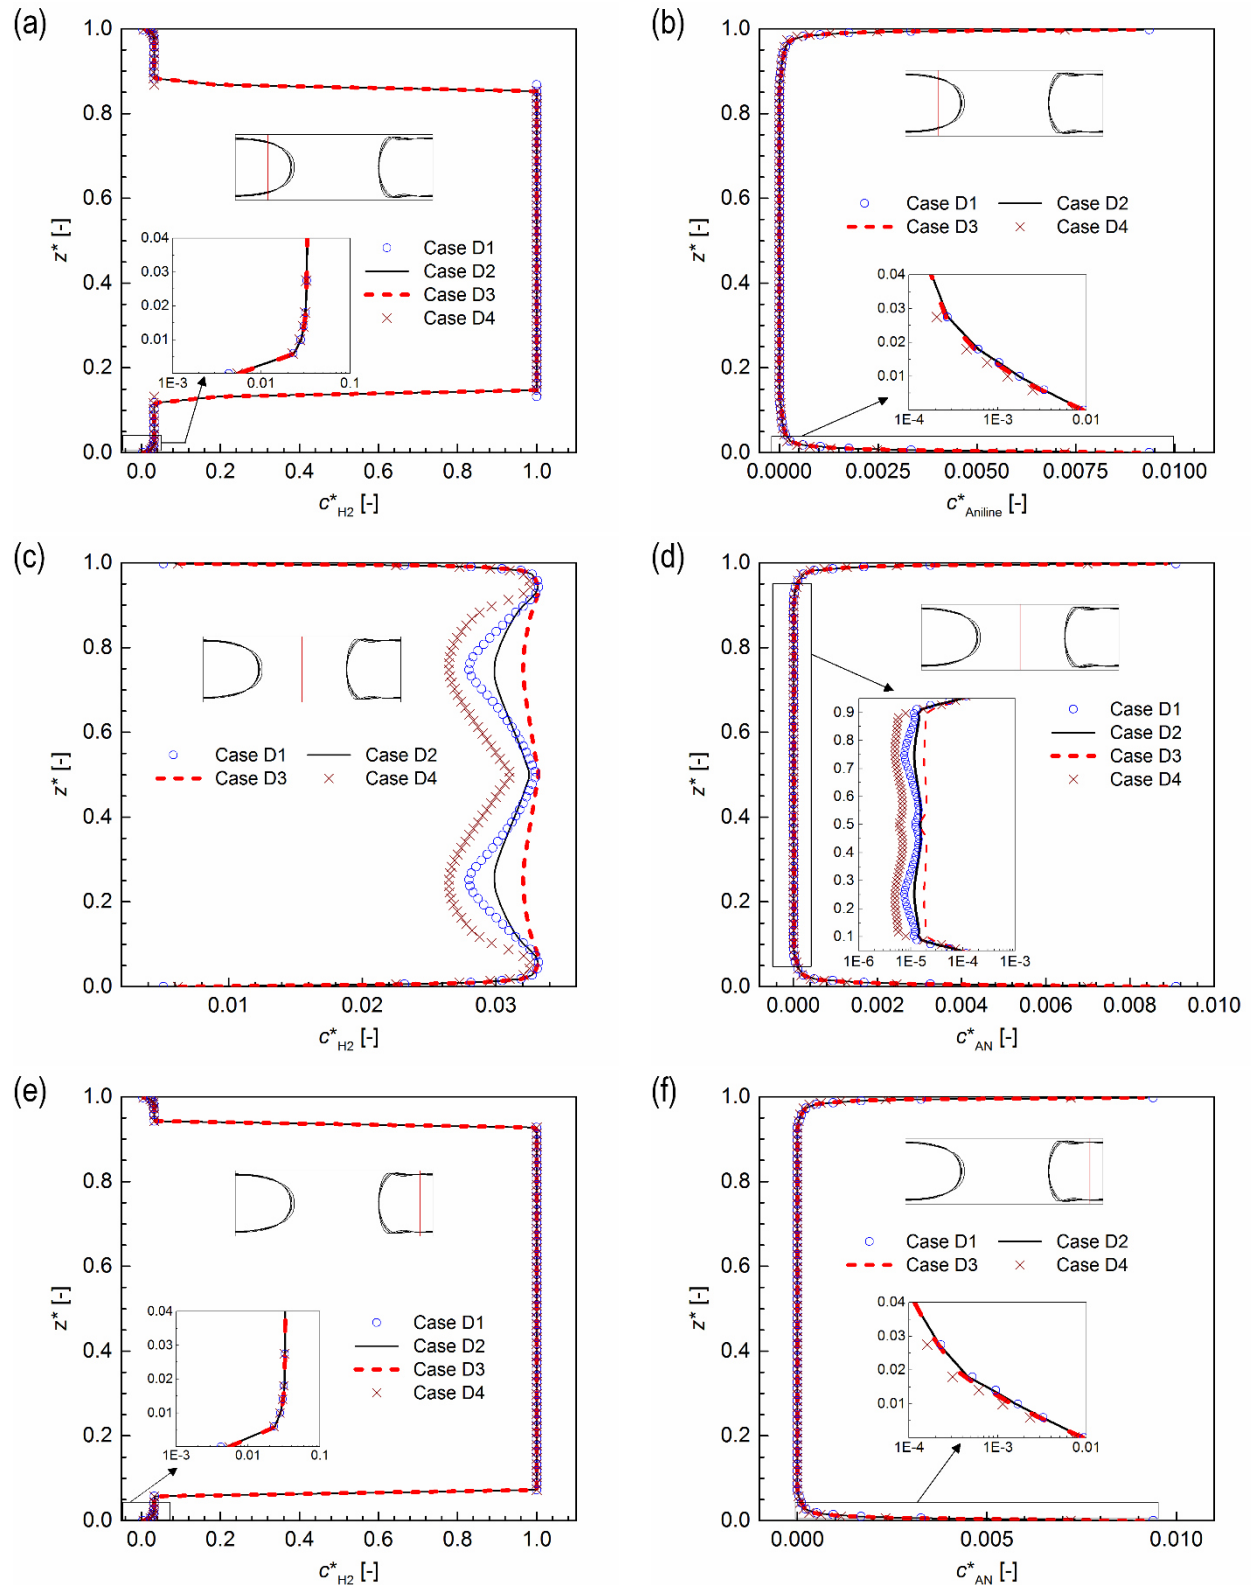 (a)
1.0
0.8
0.6
0.4
0.2
0.0
z* [-]
0.04
0.03
0.02
0.01
1E-3 0.01 0.1
Case D1
Case D2
Case D3
Case D4
0.0 0.2 0.4 0.6 0.8 1.0
c*H2 [-]
(b)
1.0
0.8
0.6
0.4
0.2
0.0
z* [-]
Case D1 Case D2
Case D3 Case D4
0.04
0.03
0.02
0.01
0.00
1E-4 1E-3 0.01
0.0000 0.0025 0.0050 0.0075 0.0100
c*Aniline [-]
(c)
1.0
0.8
0.6
0.4
0.2
0.0
z* [-]
Case D1 Case D2
Case D3 Case D4
0.01 0.02 0.03
c*H2 [-]
(d)
1.0
0.8
0.6
0.4
0.2
0.0
z* [-]
0.9
0.8
0.7
0.6
0.5
0.4
0.3
0.2
0.1
1E-6 1E-5 1E-4 1E-3
Case D1
Case D2
Case D3
Case D4
0.000 0.002 0.004 0.006 0.008 0.010
c*AN [-]
(e)
1.0
0.8
0.6
0.4
0.2
0.0
z* [-]
0.04
0.03
0.02
0.01
1E-3 0.01 0.1
Case D1
Case D2
Case D3
Case D4
0.0 0.2 0.4 0.6 0.8 1.0
c*H2 [-]
(f)
1.0
0.8
0.6
0.4
0.2
0.0
z* [-]
Case D1 Case D2
Case D3 Case D4
0.04
0.03
0.02
0.01
0.00
1E-4 1E-3 0.01
0.000 0.005 0.010
c*AN [-]